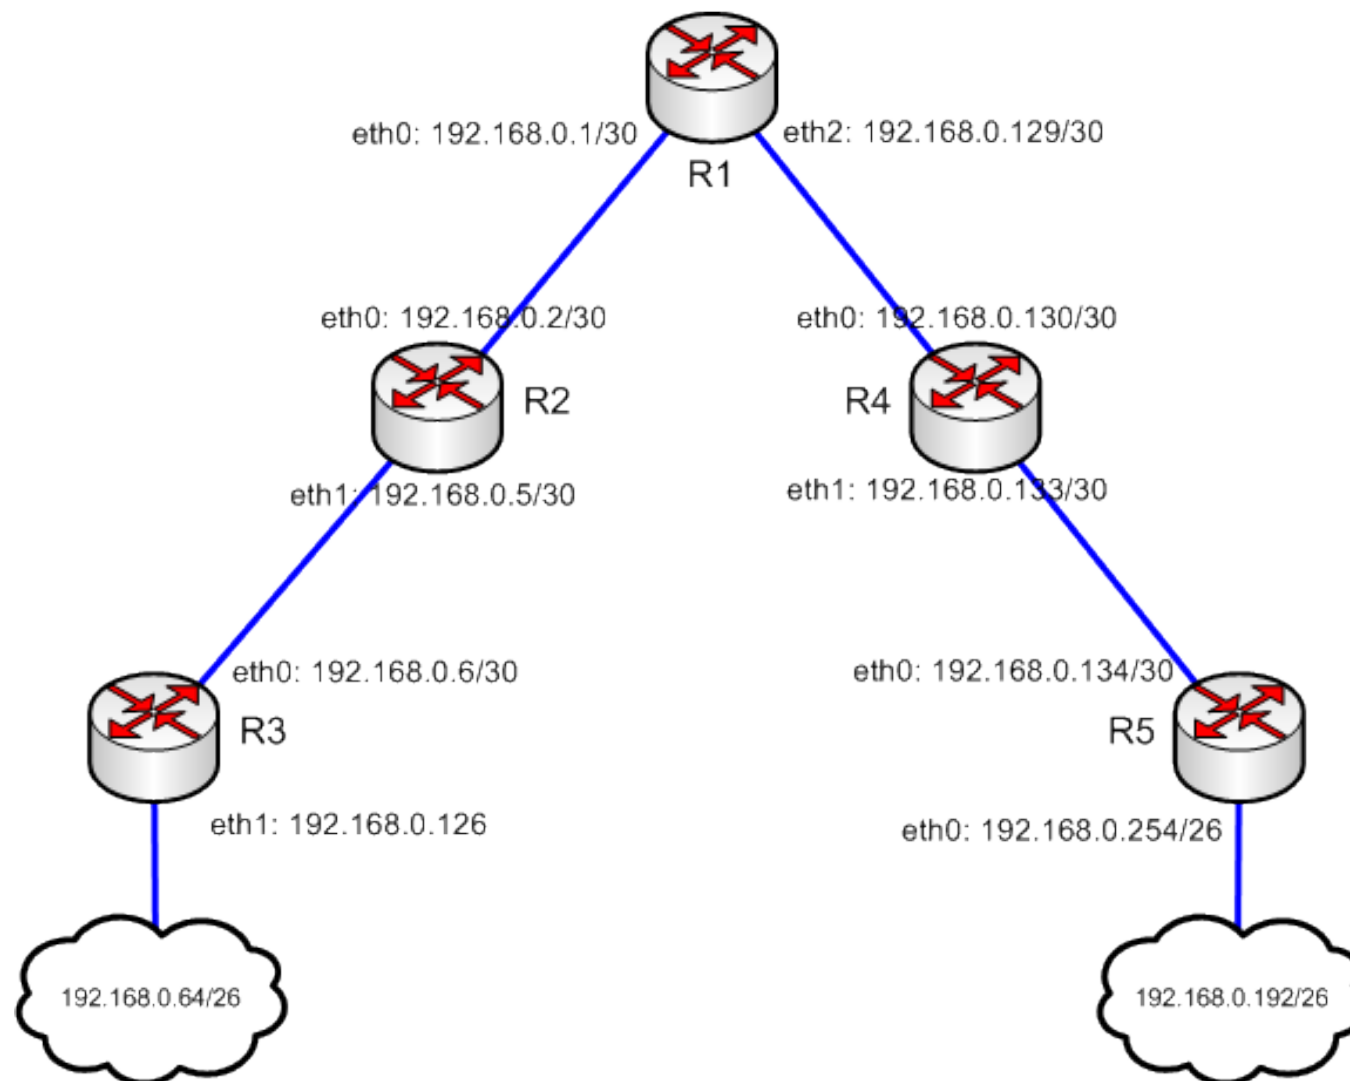 eth0: 192.168.0.1/30
eth2: 192.168.0.129/30
R1
eth0: 192.168.0.2/30
eth0: 192.168.0.130/30
R2
R4
eth1: 192.168.0.5/30
eth1: 192.168.0.133/30
eth0: 192.168.0.6/30
eth0: 192.168.0.134/30
R3
R5
eth1: 192.168.0.126
eth0: 192.168.0.254/26
192.168.0.64/26
192.168.0.192/26